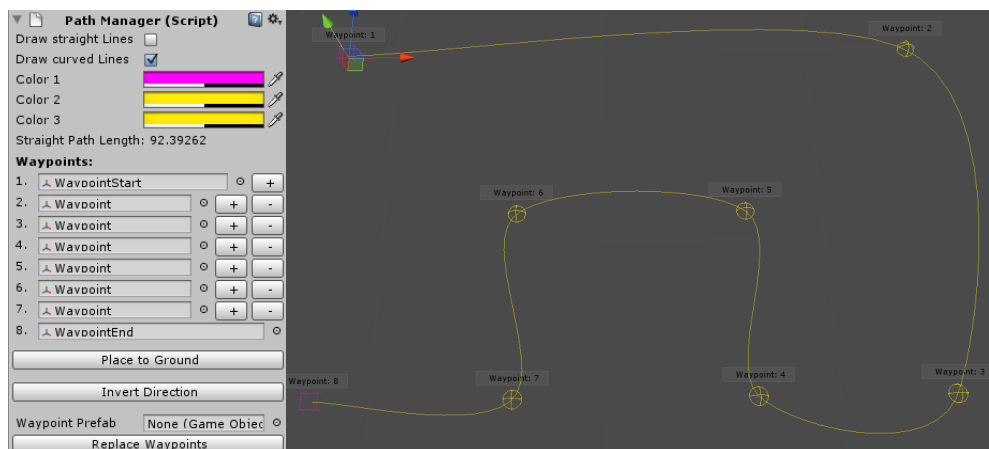 Path Manager (Script)
Draw straight Lines
Draw curved Lines
Color 1
Color 2
Color 3
Straight Path Length: 92.39262
Waypoints:
1. WaypointStart +
2. Waypoint + -
3. Waypoint + -
4. Waypoint + -
5. Waypoint + -
6. Waypoint + -
7. Waypoint + -
8. WaypointEnd
Place to Ground
Invert Direction
Waypoint Prefab None (Game Objec
Replace Waypoints
Waypoint: 1
Waypoint: 2
Waypoint: 6
Waypoint: 5
Waypoint: 8
Waypoint: 7
Waypoint: 4
Waypoint: 3